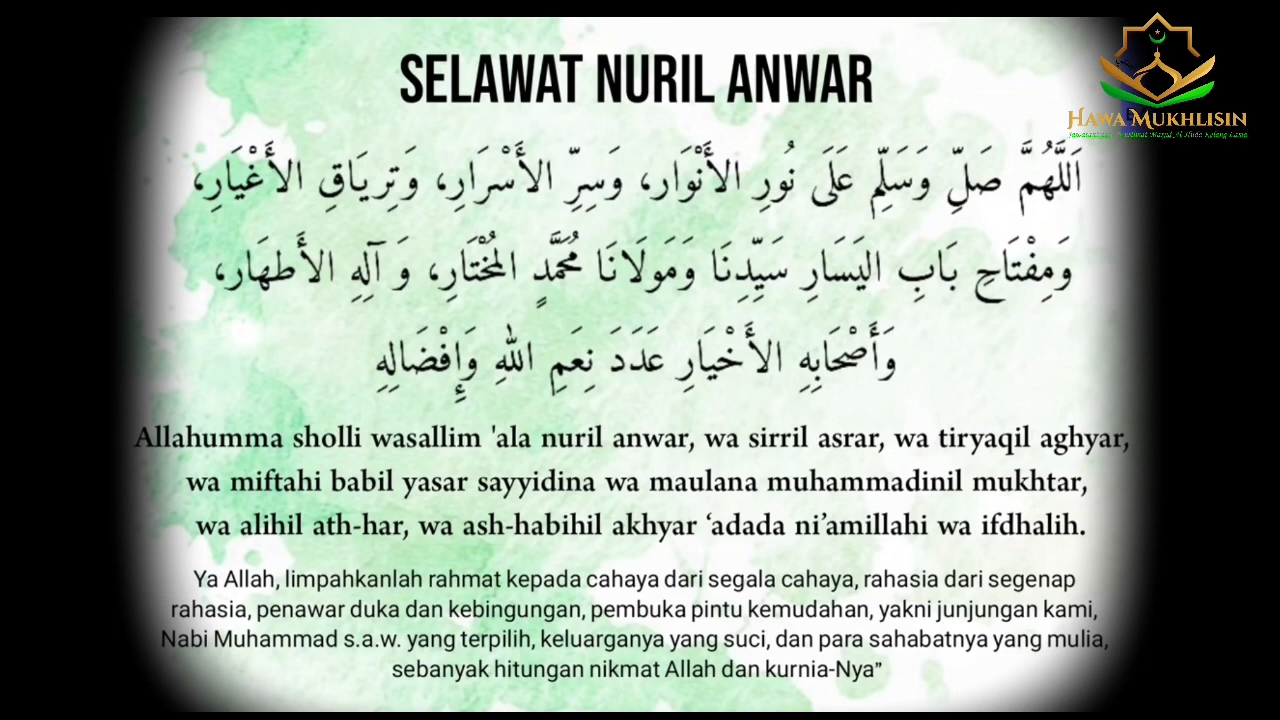 SELAWAT NURIL ANWAR
HAWA MUKHLISIN
اَللَّهُمَّ صَلِّ وَسَلِّم عَلَى نُورِ الأَنْوَار، وَسِرِّ الأَسْرَارِ، وَتِريَاقِ الأَغْيَارِ،
وَمِفْتَاحِ بَابِ اليَسَارِ سَيِّدِنَا وَمَولَانَا مُحَمَّدٍ المُخْتَارِ، وَ آلِهِ الأَطهَار،
وَأَصْحَابِهِ الأَخْيَارِ عَدَدَ نِعَمِ اللهِ وَإِفْضَالِهِ
Allahumma sholli wasallim 'ala nuril anwar, wa sirril asrar, wa tiryaqil aghyar,
wa miftahi babil yasar sayyidina wa maulana muhammadinil mukhtar,
wa alihil ath-har, wa ash-habihil akhyar ‘adada ni’amillahi wa ifdhalih.
Ya Allah, limpahkanlah rahmat kepada cahaya dari segala cahaya, rahasia dari segenap
rahasia, penawar duka dan kebingungan, pembuka pintu kemudahan, yakni junjungan kami,
Nabi Muhammad s.a.w. yang terpilih, keluarganya yang suci, dan para sahabatnya yang mulia,
sebanyak hitungan nikmat Allah dan kurnia-Nya”